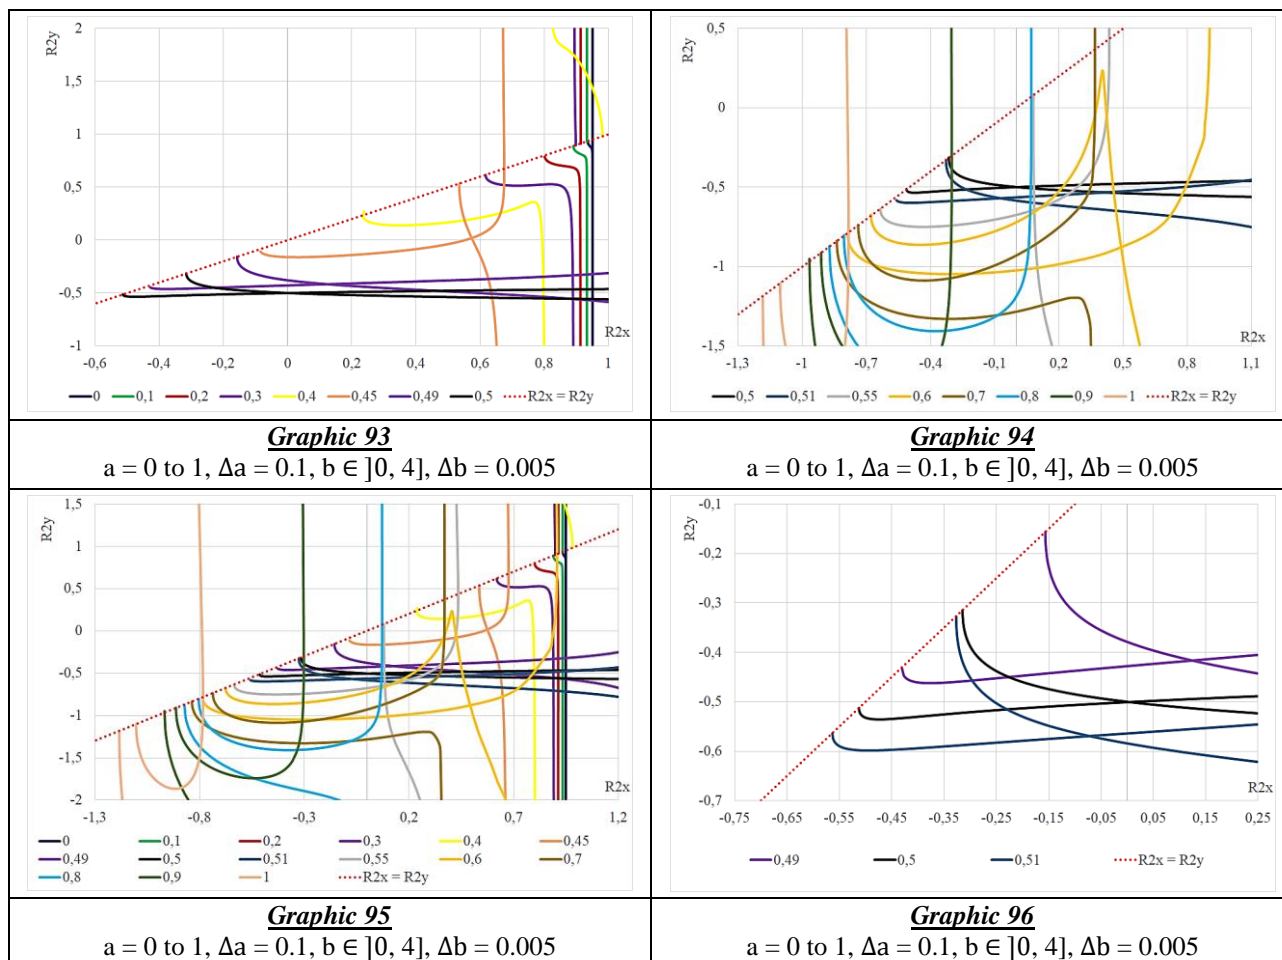 R2y
2
1,5
1
0,5
0
-0,5
-1
-0,6 -0,4 -0,2 0 0,2 0,4 0,6 0,8 1
R2x
0 0,1 0,2 0,3 0,4 0,45 0,49 0,5 R2x = R2y
Graphic 93
a = 0 to 1, Δa = 0.1, b ∈ ]0, 4], Δb = 0.005
R2y
0,5
0
-0,5
-1
-1,5
-1,3 -1 -0,7 -0,4 -0,1 0,2 0,5 0,8 1,1
R2x
0,5 0,51 0,55 0,6 0,7 0,8 0,9 1 R2x = R2y
Graphic 94
a = 0 to 1, Δa = 0.1, b ∈ ]0, 4], Δb = 0.005
R2y
1,5
1
0,5
0
-0,5
-1
-1,5
-2
-1,3 -0,8 -0,3 0,2 0,7 1,2
R2x
0 0,1 0,2 0,3 0,4 0,45
0,49 0,5 0,51 0,55 0,6 0,7
0,8 0,9 1 R2x = R2y
Graphic 95
a = 0 to 1, Δa = 0.1, b ∈ ]0, 4], Δb = 0.005
R2y
-0,1
-0,2
-0,3
-0,4
-0,5
-0,6
-0,7
-0,75 -0,65 -0,55 -0,45 -0,35 -0,25 -0,15 -0,05 0,05 0,15 0,25
R2x
0,49 0,5 0,51 R2x = R2y
Graphic 96
a = 0 to 1, Δa = 0.1, b ∈ ]0, 4], Δb = 0.005